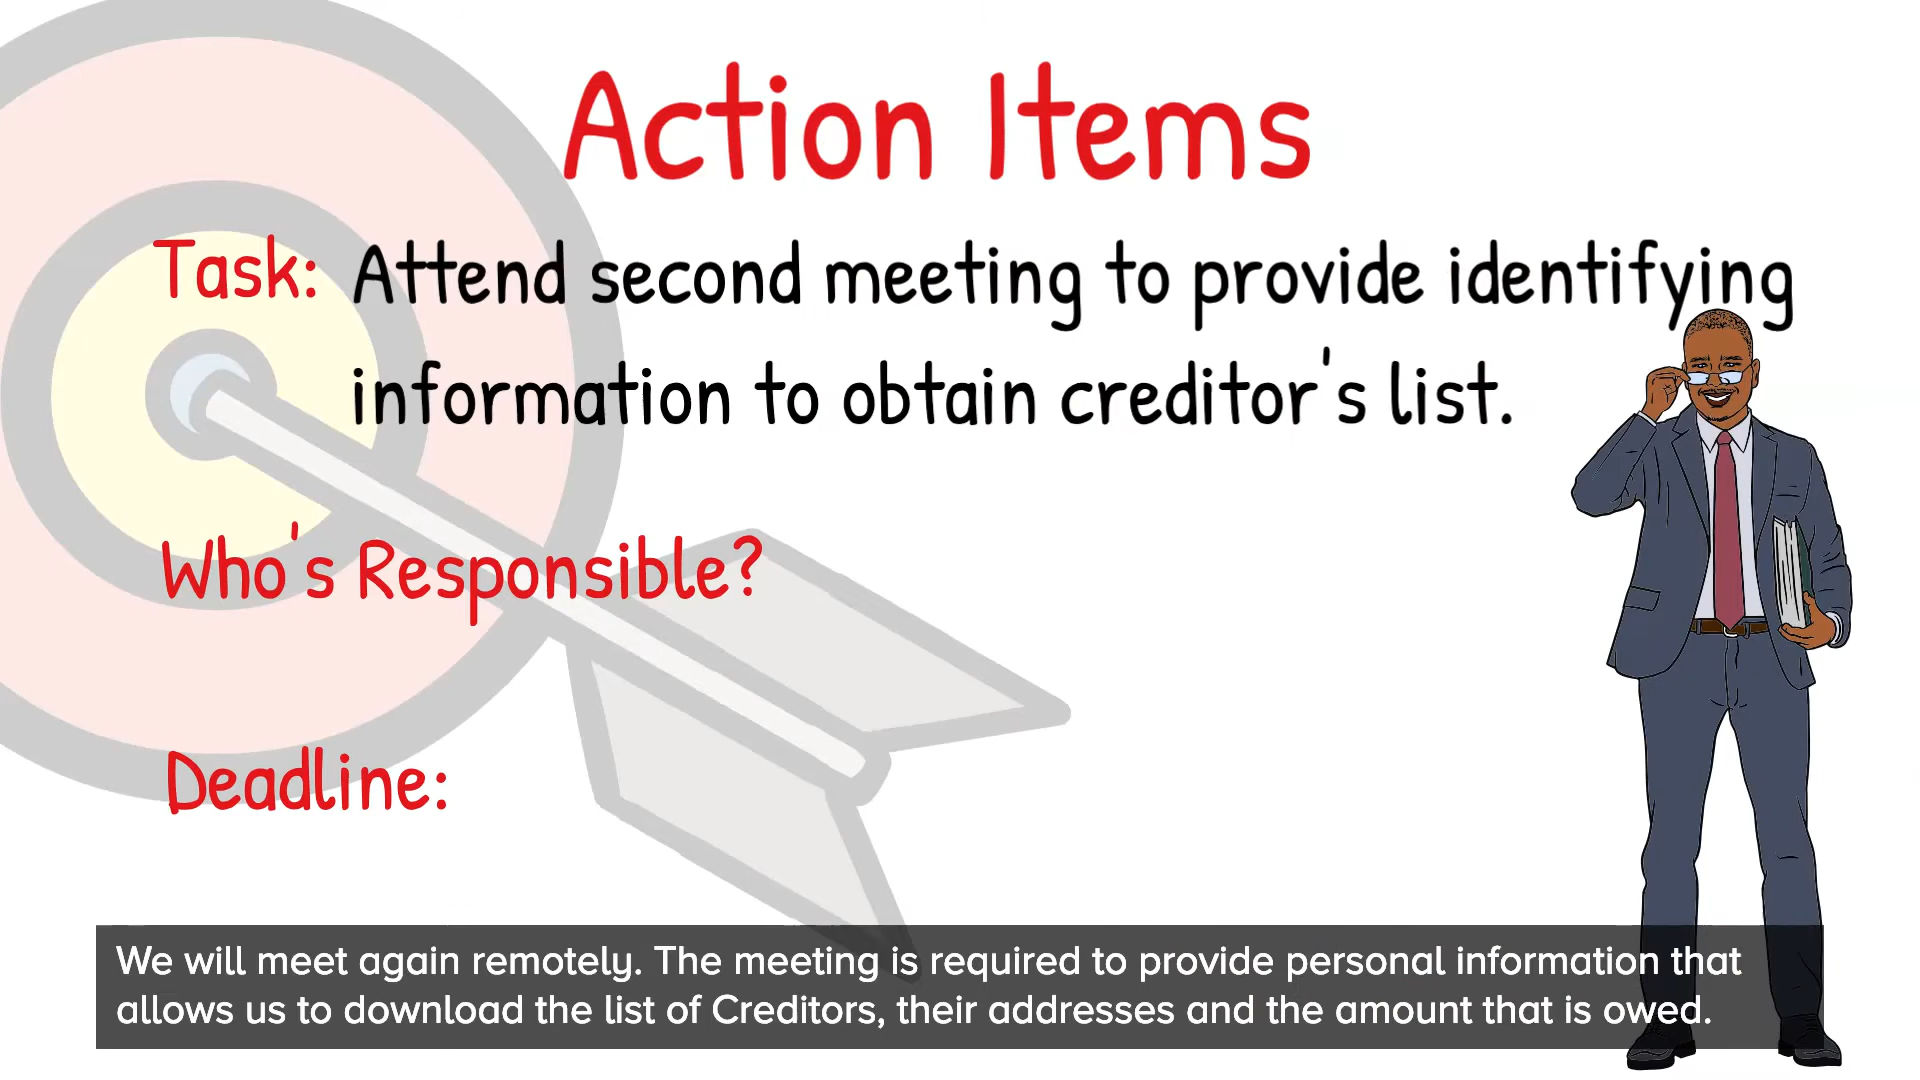 Action Items
Task: Attend second meeting to provide identifying
information to obtain creditor's list.
Who's Responsible?
Deadline:
We will meet again remotely. The meeting is required to provide personal information that
allows us to download the list of Creditors, their addresses and the amount that is owed.